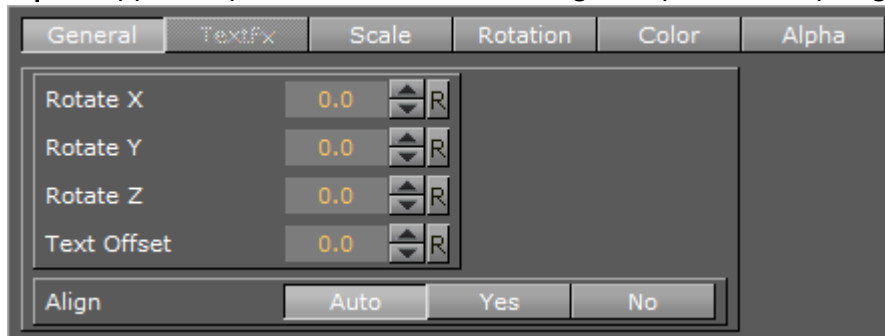 General TextFx Scale Rotation Color Alpha
Rotate X 0.0 R
Rotate Y 0.0 R
Rotate Z 0.0 R
Text Offset 0.0 R
Align Auto Yes No